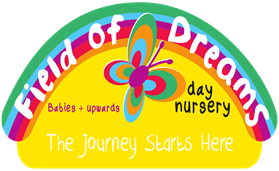 Field Of Dreams
Babies + upwards
day
nursery
The Journey Starts Here